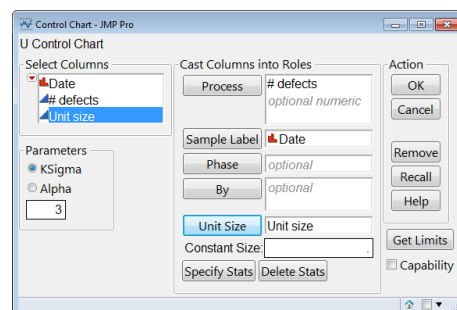 Control Chart - JMP Pro
U Control Chart
Select Columns
Date
# defects
Unit size
Parameters
KSigma
Alpha
3
Cast Columns into Roles
Process # defects
optional numeric
Sample Label Date
Phase optional
By optional
Unit Size Unit size
Constant Size: .
Specify Stats Delete Stats
Action
OK
Cancel
Remove
Recall
Help
Get Limits
Capability